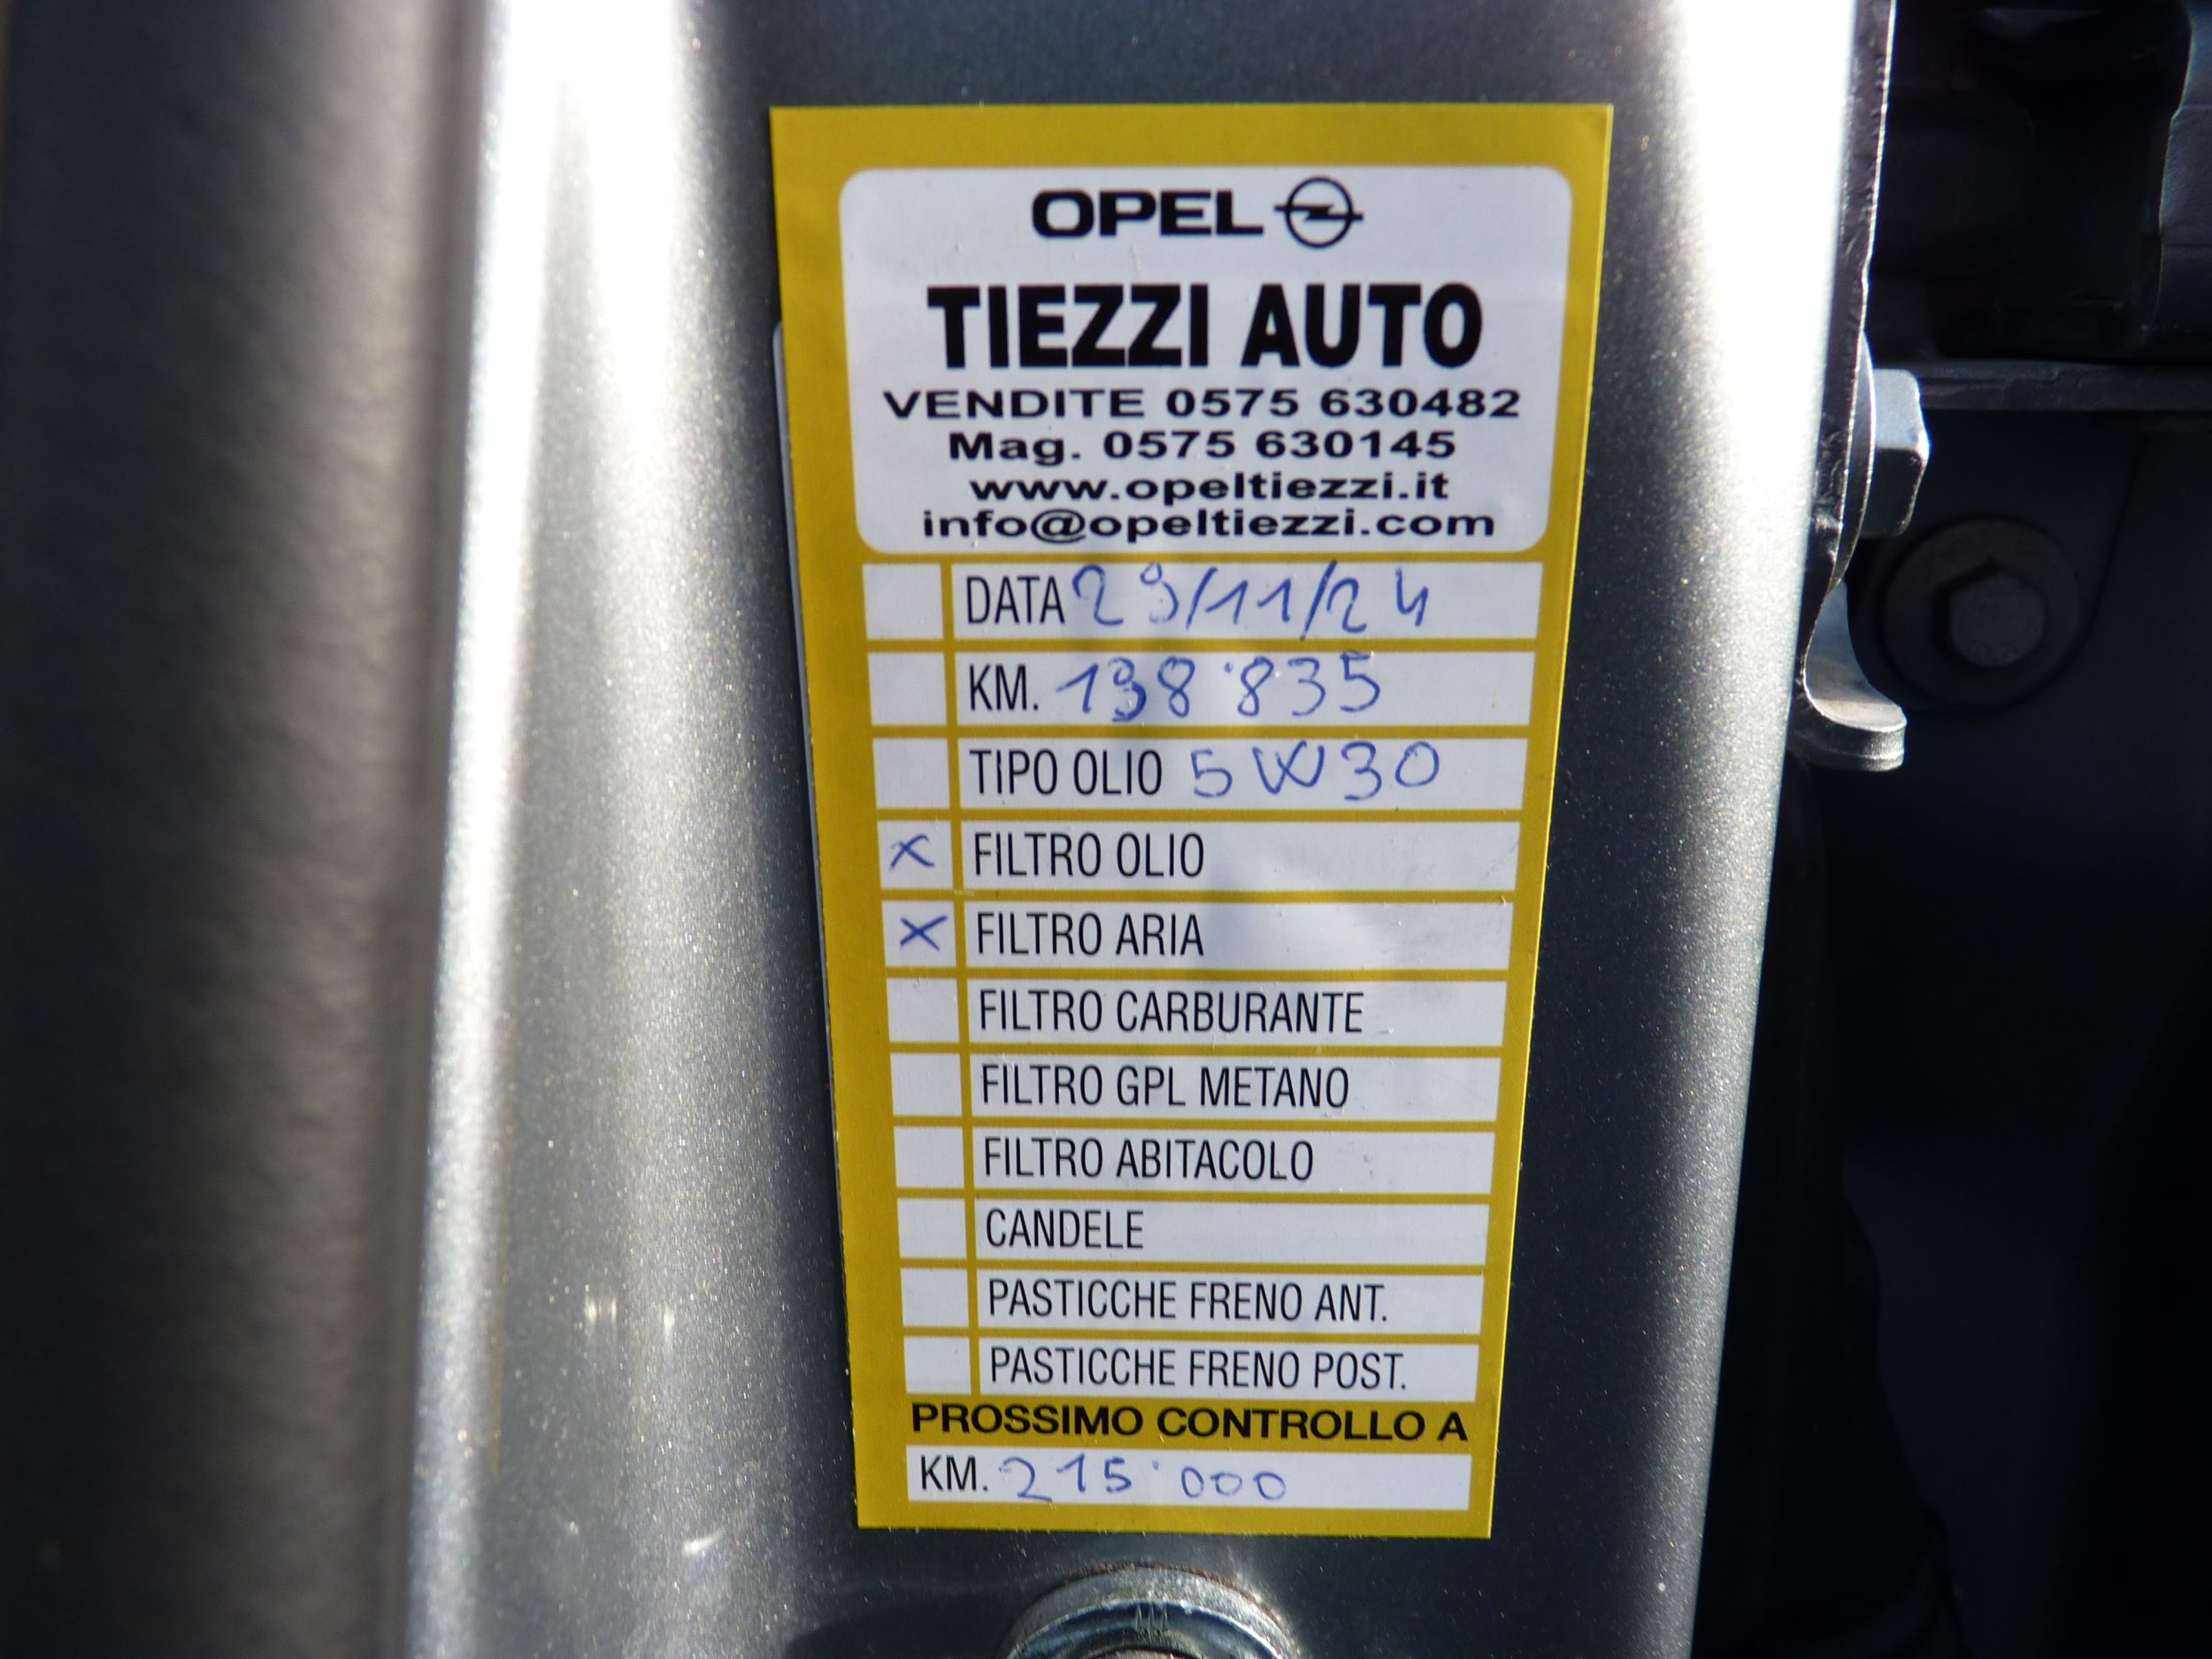 OPEL
TIEZZI AUTO
VENDITE 0575 630482
Mag. 0575 630145
www.opeltiezzi.it
info@opeltiezzi.com
DATA 29/11/24
KM. 198.835
TIPO OLIO 5W30
X FILTRO OLIO
X FILTRO ARIA
FILTRO CARBURANTE
FILTRO GPL METANO
FILTRO ABITACOLO
CANDELE
PASTICCHE FRENO ANT.
PASTICCHE FRENO POST.
PROSSIMO CONTROLLO A
KM. 215.000